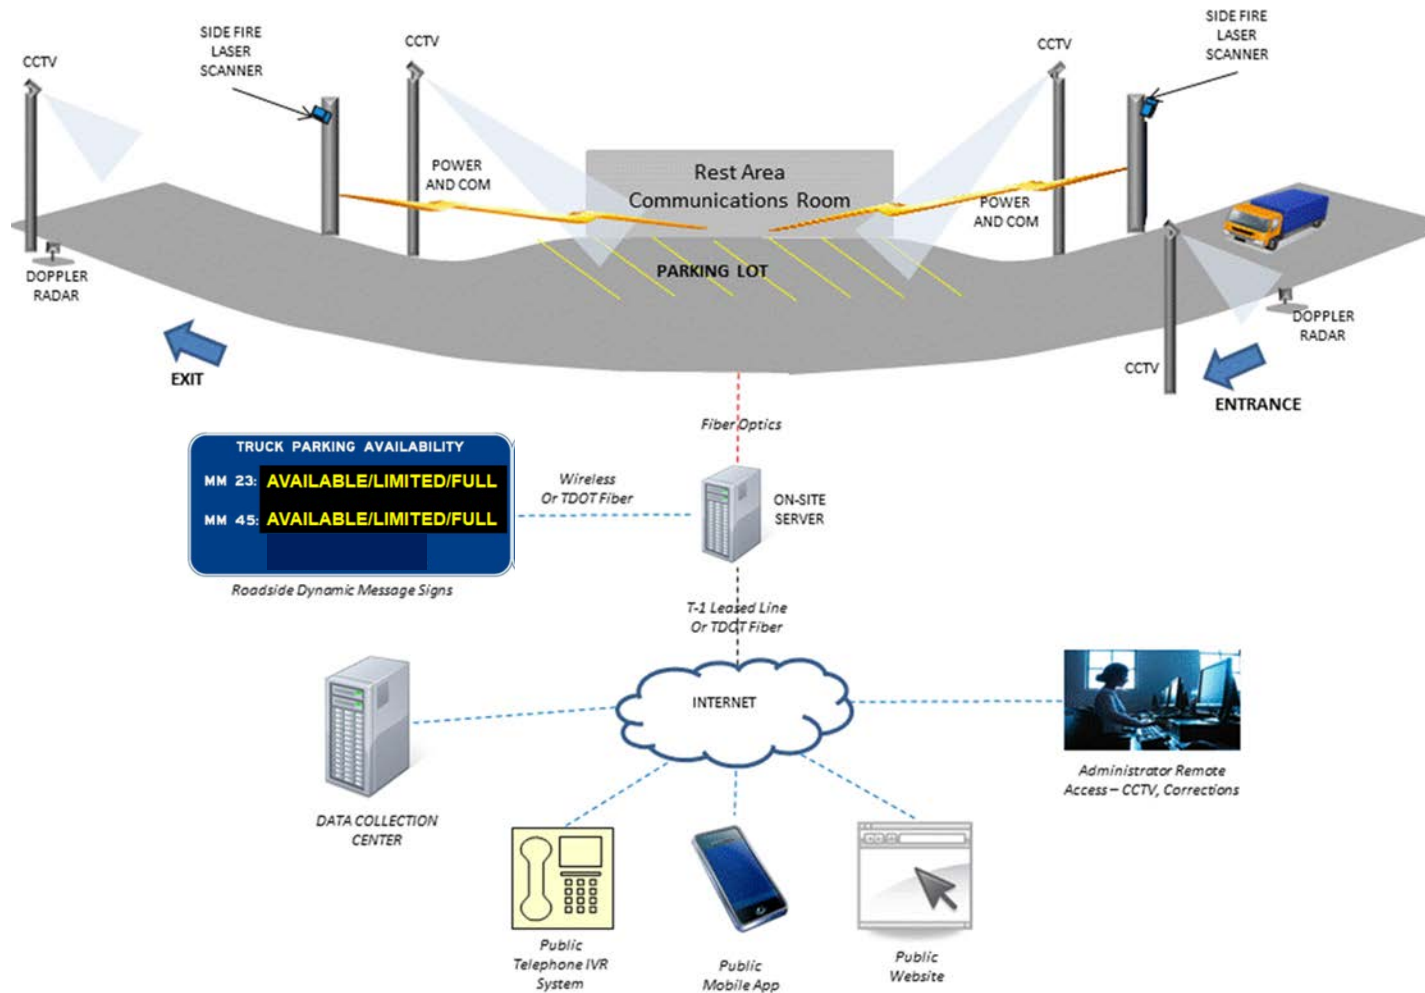 SIDE FIRE
LASER
SCANNER
CCTV
CCTV
CCTV
SIDE FIRE
LASER
SCANNER
POWER
AND COM
Rest Area
Communications Room
POWER
AND COM
PARKING LOT
DOPPLER
RADAR
DOPPLER
RADAR
CCTV
EXIT
ENTRANCE
Fiber Optics
TRUCK PARKING AVAILABILITY
MM 23: AVAILABLE/LIMITED/FULL
MM 45: AVAILABLE/LIMITED/FULL
Wireless
Or TDOT Fiber
ON-SITE
SERVER
Roadside Dynamic Message Signs
T-1 Leased Line
Or TDOT Fiber
INTERNET
DATA COLLECTION
CENTER
Administrator Remote
Access – CCTV, Corrections
Public
Telephone IVR
System
Public
Mobile App
Public
Website